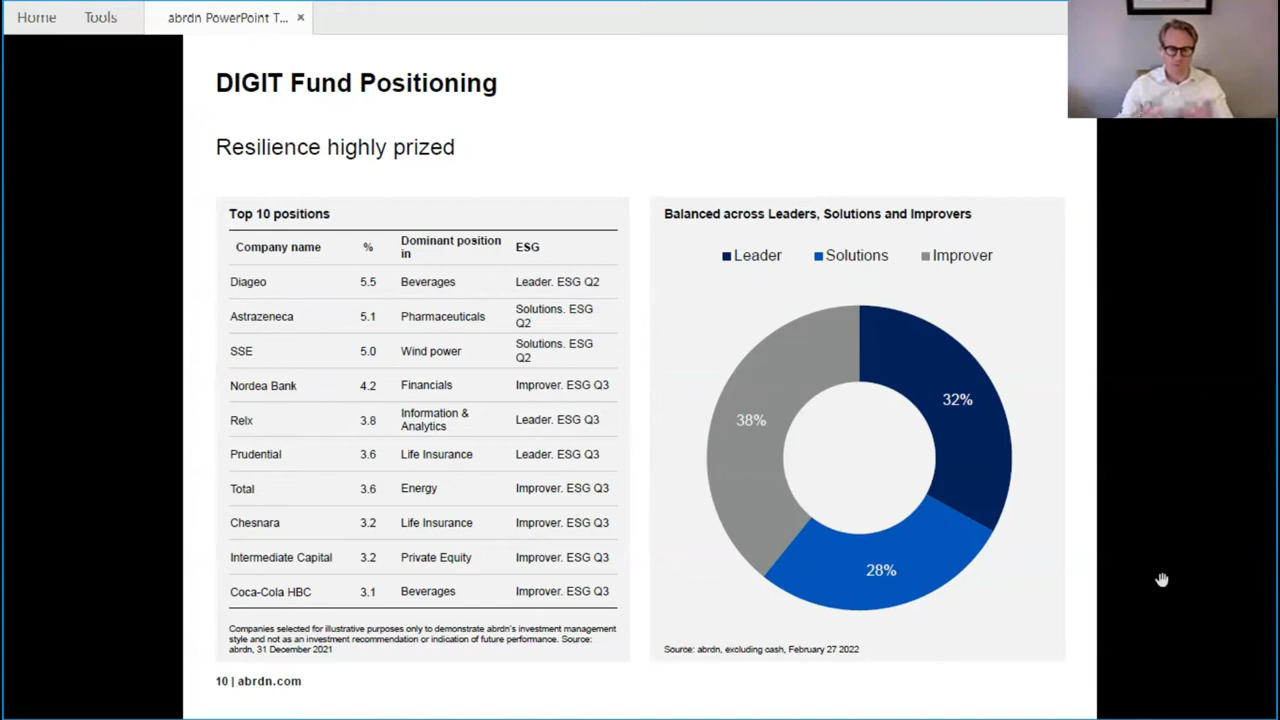 Home Tools abrdn PowerPoint T... ×
DIGIT Fund Positioning
Resilience highly prized
Top 10 positions
Company name % Dominant position in ESG
Diageo 5.5 Beverages Leader. ESG Q2
Astrazeneca 5.1 Pharmaceuticals Solutions. ESG Q2
SSE 5.0 Wind power Solutions. ESG Q2
Nordea Bank 4.2 Financials Improver. ESG Q3
Relx 3.8 Information & Analytics Leader. ESG Q3
Prudential 3.6 Life Insurance Leader. ESG Q3
Total 3.6 Energy Improver. ESG Q3
Chesnara 3.2 Life Insurance Improver. ESG Q3
Intermediate Capital 3.2 Private Equity Improver. ESG Q3
Coca-Cola HBC 3.1 Beverages Improver. ESG Q3
Companies selected for illustrative purposes only to demonstrate abrdn's investment management
style and not as an investment recommendation or indication of future performance. Source:
abrdn, 31 December 2021
Balanced across Leaders, Solutions and Improvers
Leader Solutions Improver
32%
38%
28%
Source: abrdn, excluding cash, February 27 2022
10 | abrdn.com